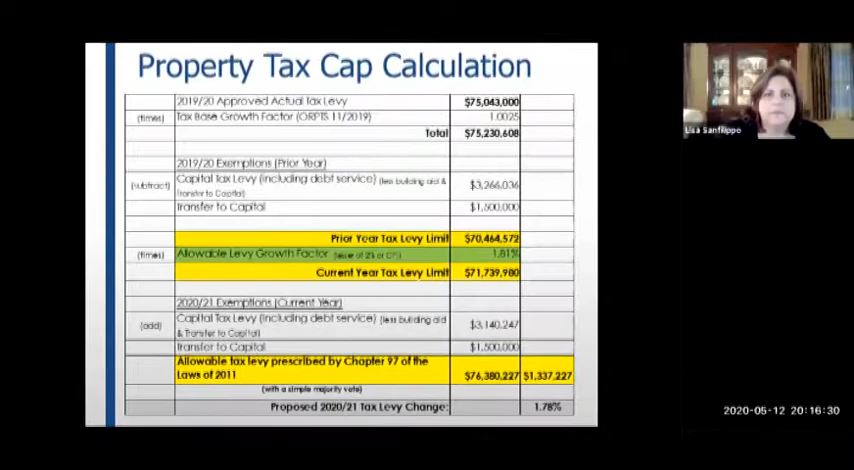 Property Tax Cap Calculation
2019/20 Approved Actual Tax Levy $75,043,000
(times) Tax Base Growth Factor (ORPTS 11/2019) 1.0025
Total $75,230,608
2019/20 Exemptions (Prior Year)
(subtract) Capital Tax Levy (including debt service) (less building aid & Transfer to Capital) $3,266,036
Transfer to Capital $1,500,000
Prior Year Tax Levy Limit $70,464,572
(times) Allowable Levy Growth Factor (lesser of 2% or CPI) 1.81%
Current Year Tax Levy Limit $71,739,980
2020/21 Exemptions (Current Year)
(add) Capital Tax Levy (including debt service) (less building aid & Transfer to Capital) $3,140,247
Transfer to Capital $1,500,000
Allowable tax levy prescribed by Chapter 97 of the
Laws of 2011 $76,380,227 $1,337,227
(with a simple majority vote)
Proposed 2020/21 Tax Levy Change: 1.78%
Lisa Sanfilippo
2020-05-12 20:16:30